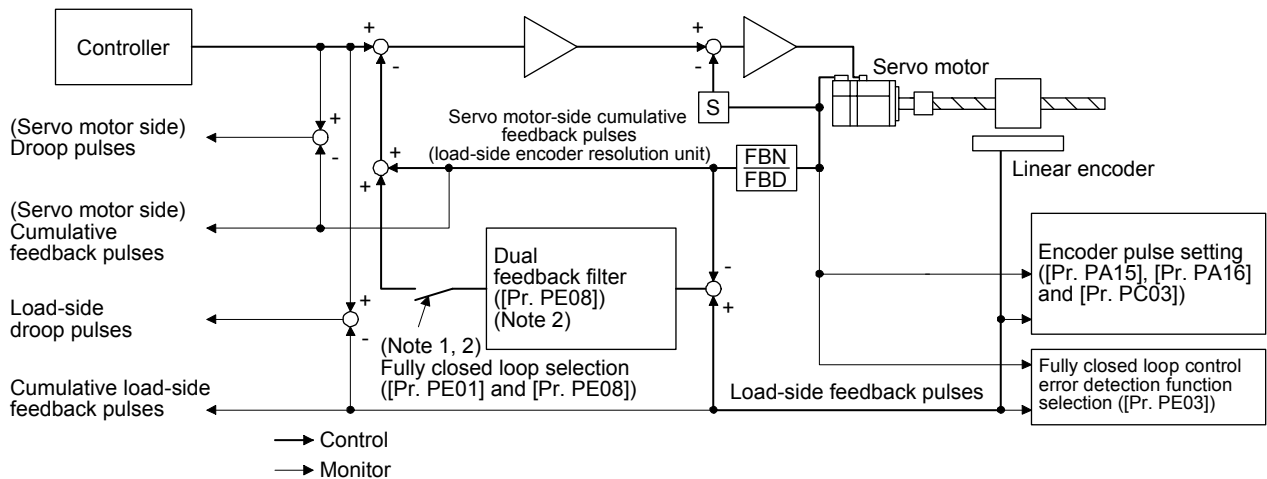 Controller
+
-
+
-
Servo motor
S
(Servo motor side)
Droop pulses
+
-
Servo motor-side cumulative
feedback pulses
(load-side encoder resolution unit)
+
+
FBN
FBD
Linear encoder
(Servo motor side)
Cumulative
feedback pulses
Dual
feedback filter
([Pr. PE08])
(Note 2)
-
+
Encoder pulse setting
([Pr. PA15], [Pr. PA16]
and [Pr. PC03])
Load-side
droop pulses
+
-
(Note 1, 2)
Fully closed loop selection
([Pr. PE01] and [Pr. PE08])
Fully closed loop control
error detection function
selection ([Pr. PE03])
Cumulative load-side
feedback pulses
Load-side feedback pulses
Control
Monitor